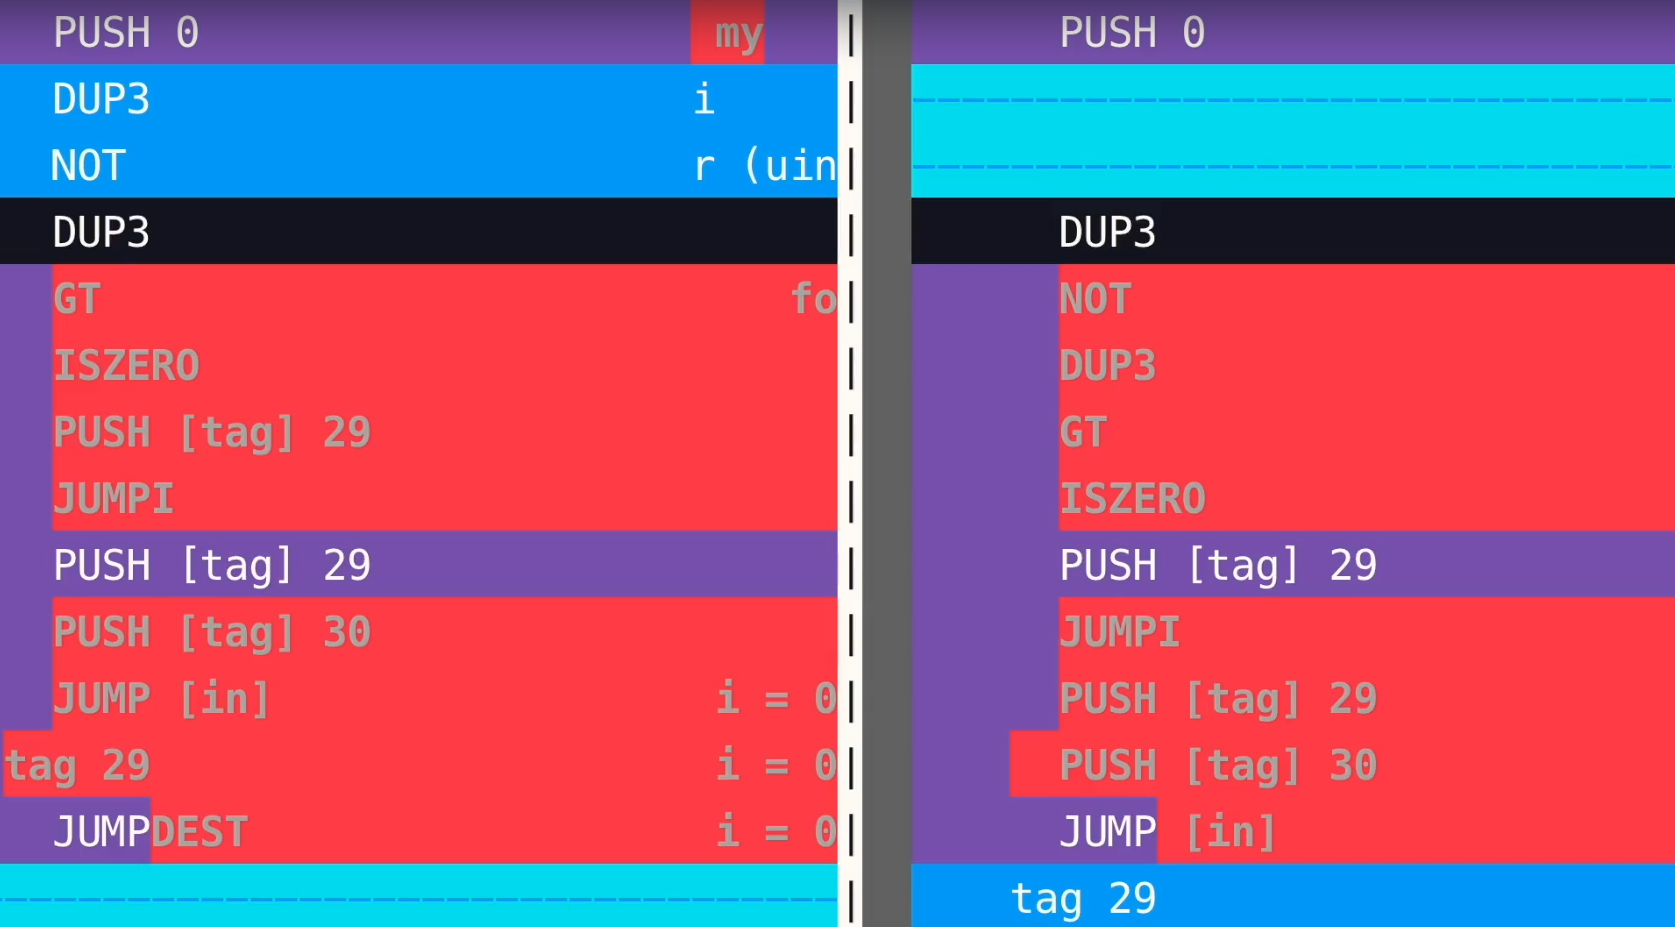 PUSH 0 my
DUP3 i
NOT r (uin
DUP3
GT fo
ISZERO
PUSH [tag] 29
JUMPI
PUSH [tag] 29
PUSH [tag] 30
JUMP [in] i = 0
tag 29 i = 0
JUMPDEST i = 0
PUSH 0
DUP3
NOT
DUP3
GT
ISZERO
PUSH [tag] 29
JUMPI
PUSH [tag] 29
PUSH [tag] 30
JUMP [in]
tag 29